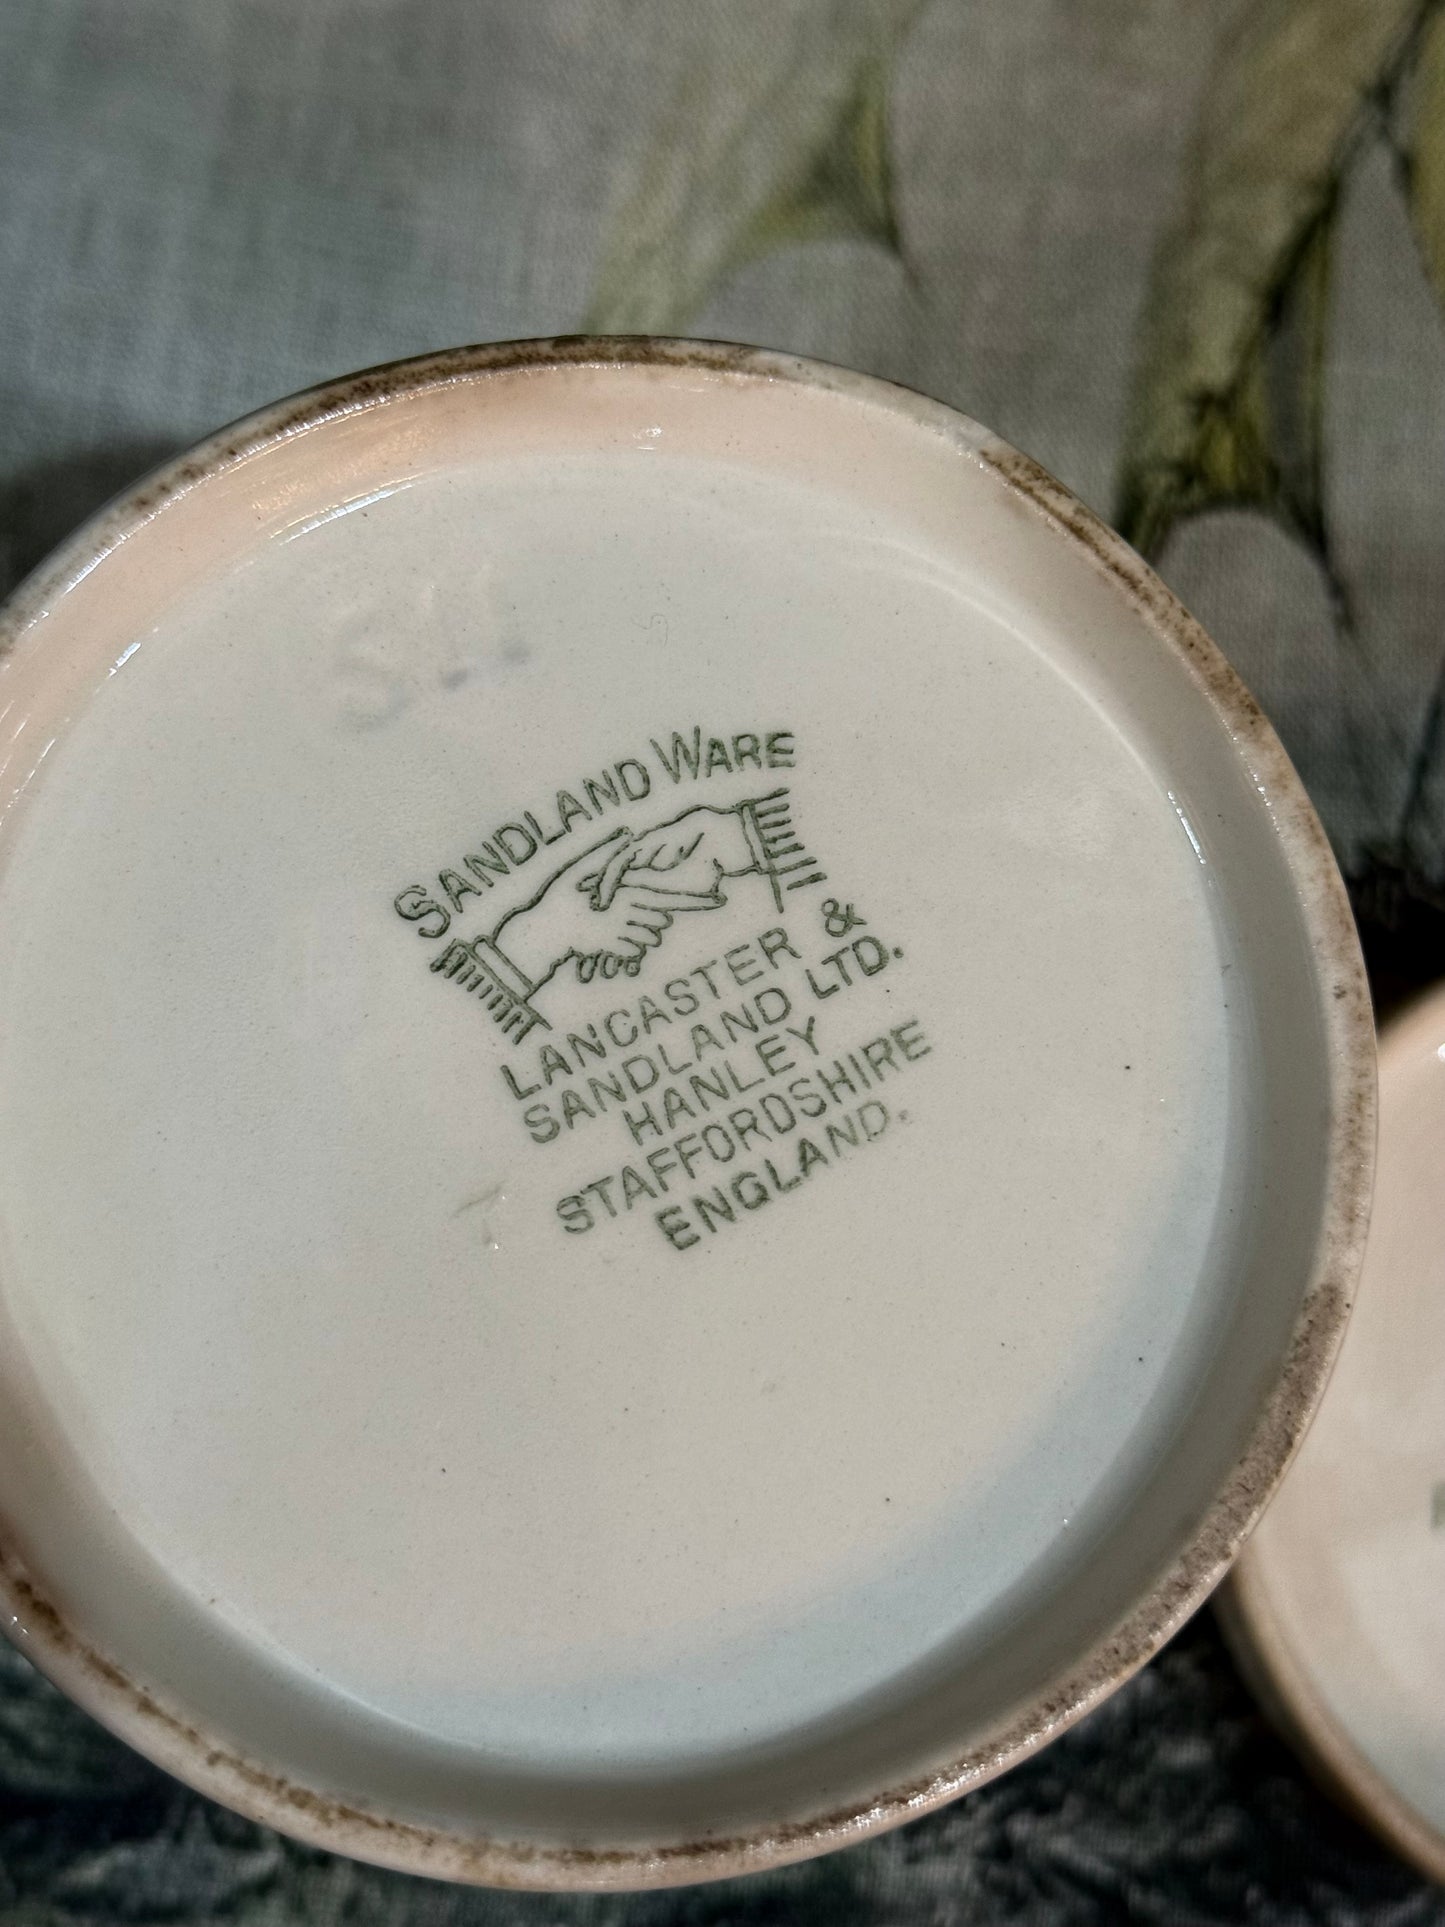 SANDLAND WARE
LANCASTER &
SANDLAND LTD.
HANLEY
STAFFORDSHIRE
ENGLAND.